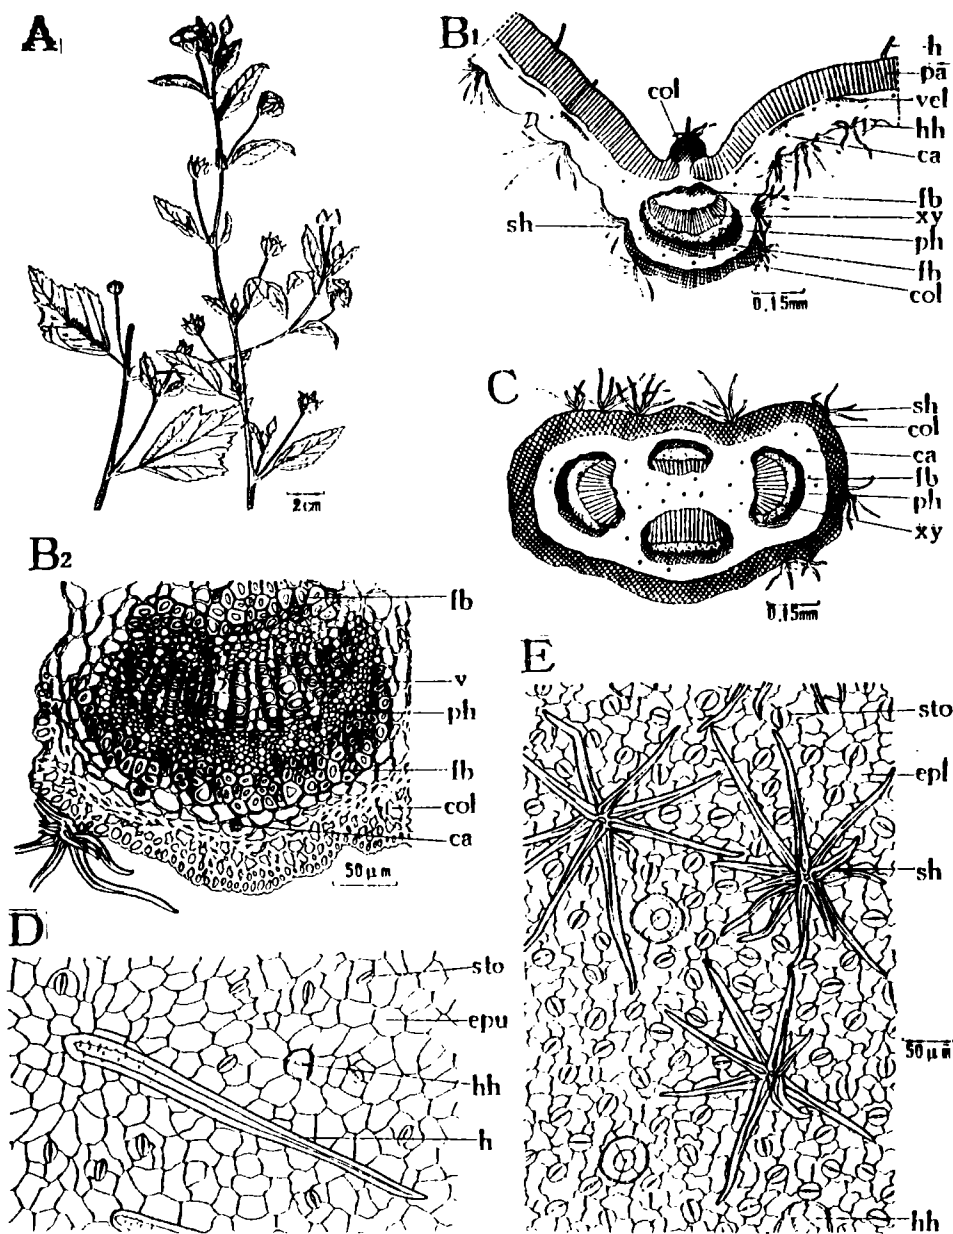 A
2cm
B1
h
pa
col
vel
hh
ca
fb
xy
sh
ph
fb
col
0.15mm
C
sh
col
ca
fb
ph
xy
0.15mm
B2
fb
v
ph
fb
col
ca
50μm
D
sto
epu
hh
h
E
sto
epl
sh
50μm
hh